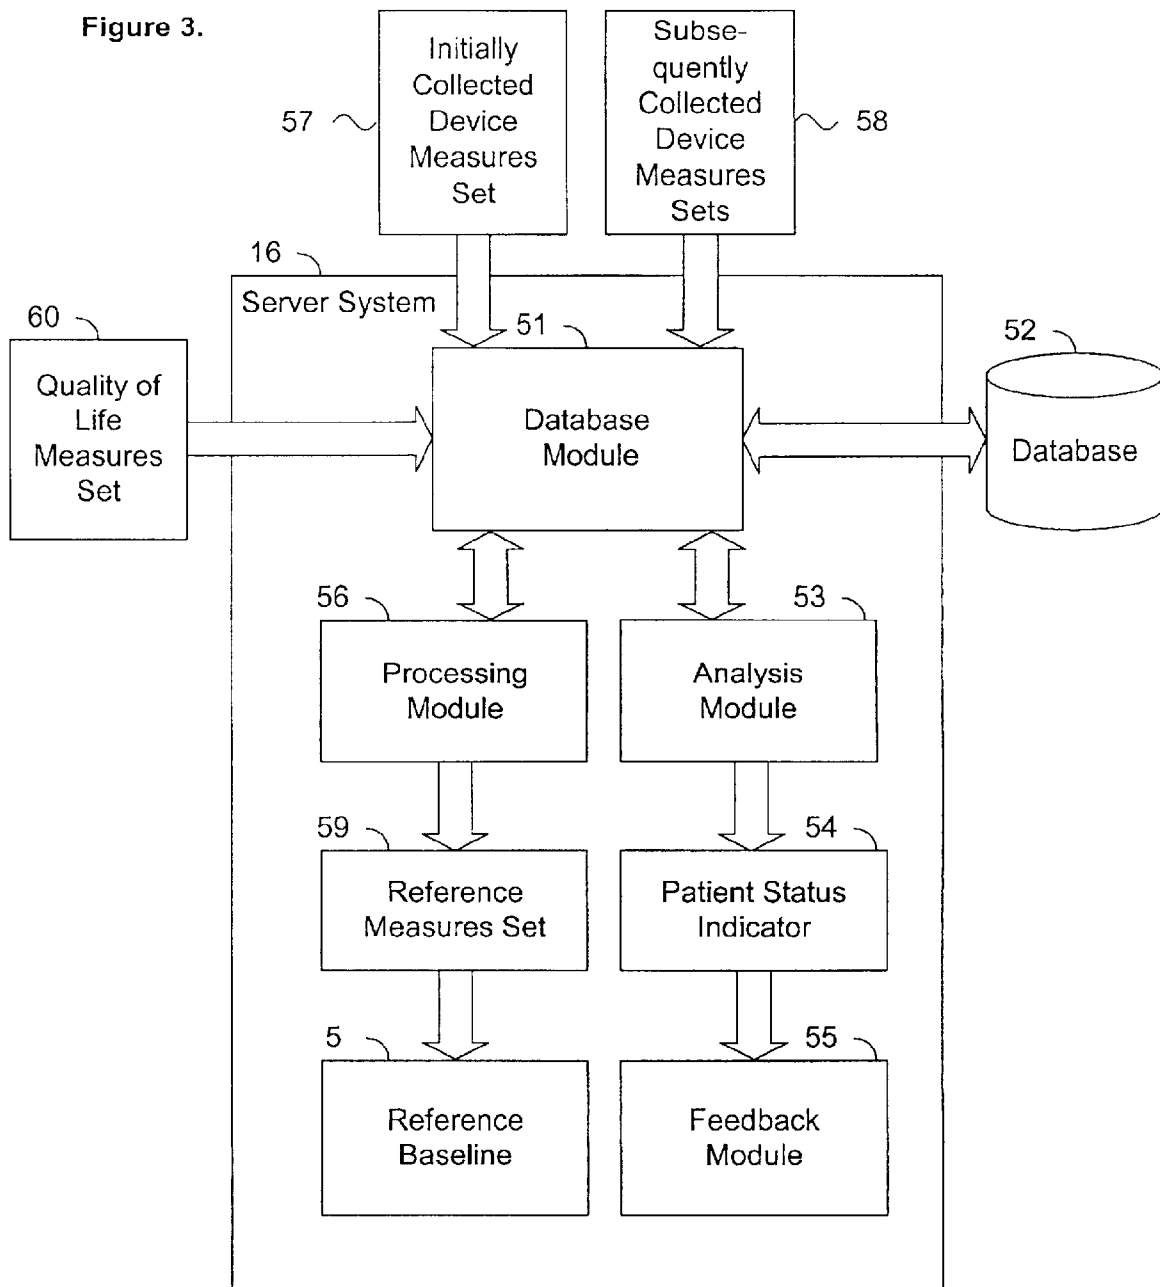 Figure 3.
Initially
Collected
Device
Measures
Set
57
Subse-
quently
Collected
Device
Measures
Sets
58
16
Server System
60
Quality of
Life
Measures
Set
51
Database
Module
52
Database
56
Processing
Module
53
Analysis
Module
59
Reference
Measures Set
54
Patient Status
Indicator
5
Reference
Baseline
55
Feedback
Module